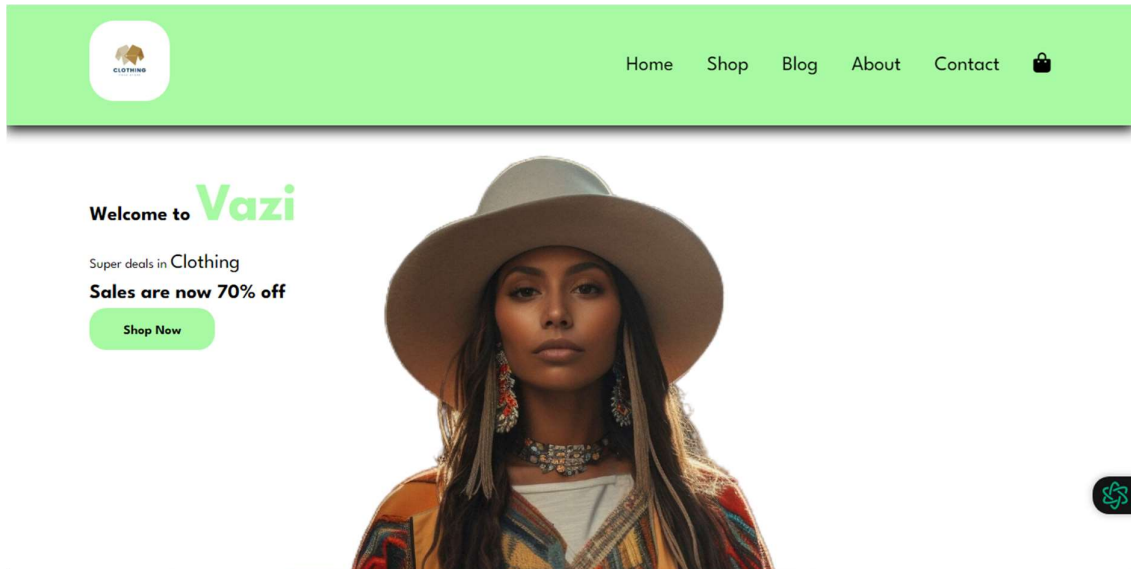 CLOTHING
Home Shop Blog About Contact
Welcome to Vazi
Super deals in Clothing
Sales are now 70% off
Shop Now